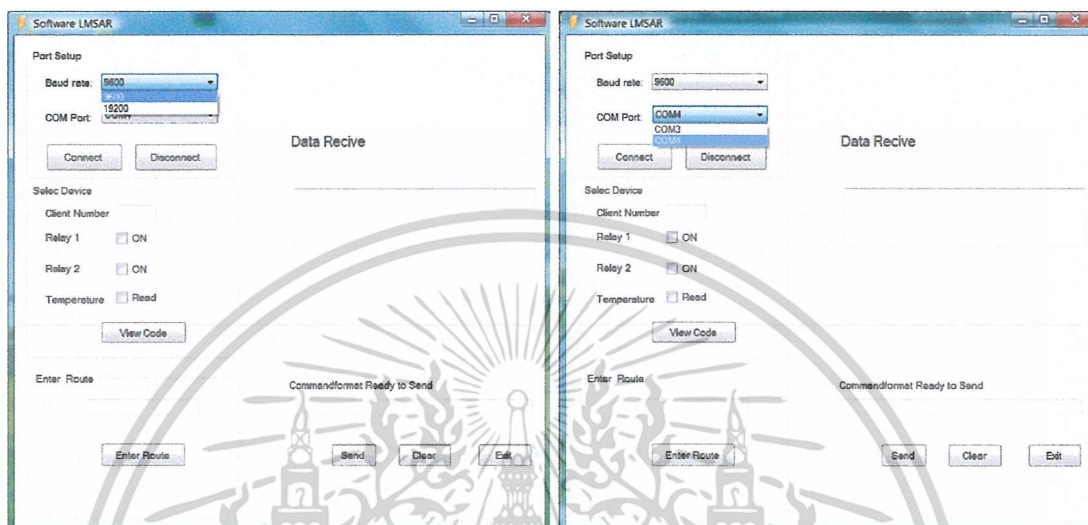 Software LMSAR
Port Setup
Baud rate: 9600
9600
19200
COM Port: COM4
Connect Disconnect
Data Recive
Selec Device
Client Number
Relay 1 ON
Relay 2 ON
Temperature Read
View Code
Enter Route
Commandformat Ready to Send
Enter Route Send Clear Exit
Software LMSAR
Port Setup
Baud rate: 9600
COM Port: COM4
COM3
COM4
Connect Disconnect
Data Recive
Selec Device
Client Number
Relay 1 ON
Relay 2 ON
Temperature Read
View Code
Enter Route
Commandformat Ready to Send
Enter Route Send Clear Exit